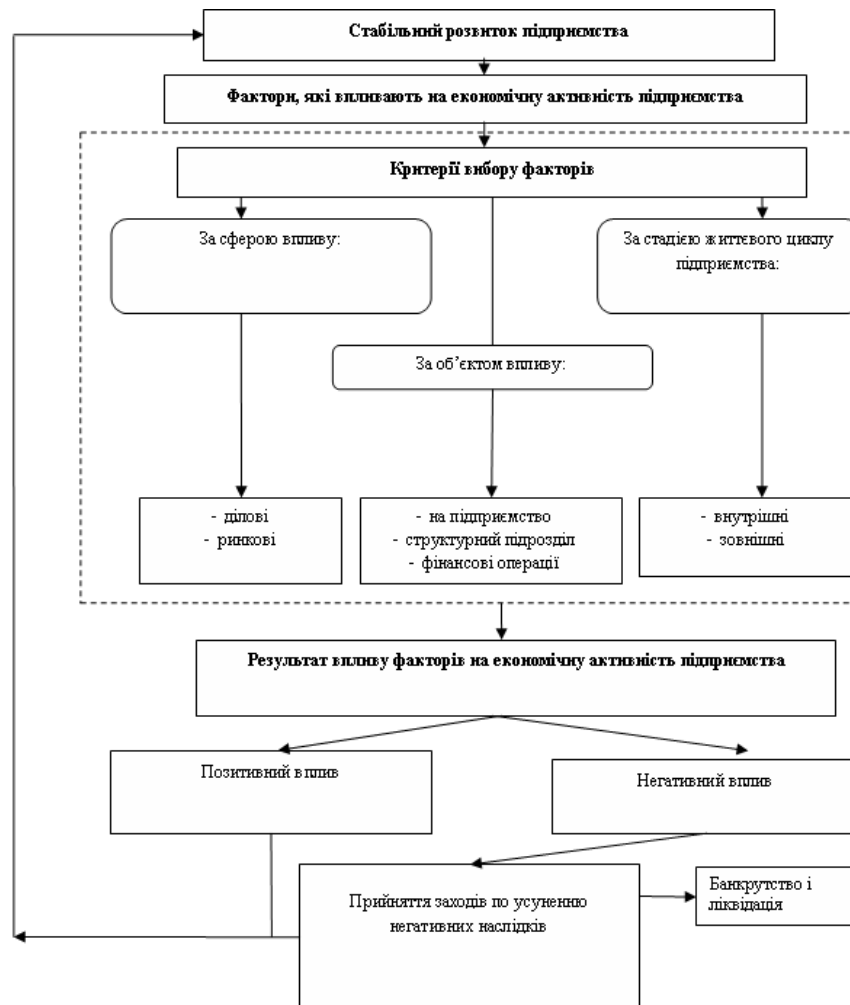 Стабільний розвиток підприємства
Фактори, які впливають на економічну активність підприємства
Критерії вибору факторів
За сферою впливу:
За стадією життєвого циклу
підприємства:
За об’єктом впливу:
- ділові
- ринкові
- на підприємство
- структурний підрозділ
- фінансові операції
- внутрішні
- зовнішні
Результат впливу факторів на економічну активність підприємства
Позитивний вплив
Негативний вплив
Прийняття заходів по усуненню
негативних наслідків
Банкрутство і
ліквідація